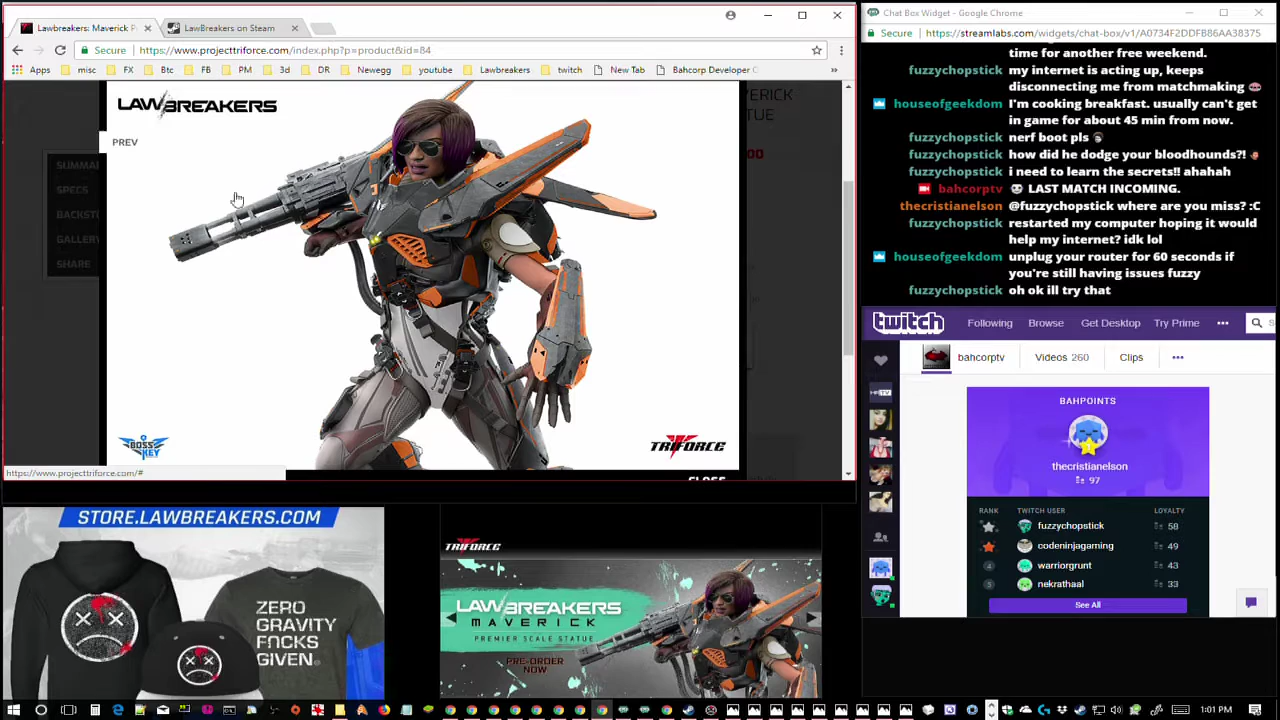 Lawbreakers: Maverick P
LawBreakers on Steam
Secure
https://www.projecttriforce.com/index.php?p=product&id=84
Apps
misc
FX
Btc
FB
PM
3d
DR
Newegg
youtube
Lawbreakers
twitch
New Tab
Bahcorp Developer C
»
LAWBREAKERS
PREV
SUMMA
SPECS
BACKST
GALLER
SHARE
BOSS KEY
TRIFORCE
https://www.projecttriforce.com/#
CLOSE
Chat Box Widget - Google Chrome
Secure
https://streamlabs.com/widgets/chat-box/v1/A0734F2DDFB86AA38375
time for another free weekend.
fuzzychopstick my internet is acting up, keeps
disconnecting me from matchmaking
houseofgeekdom I'm cooking breakfast. usually can't get
in game for about 45 min from now.
fuzzychopstick nerf boot pls
fuzzychopstick how did he dodge your bloodhounds?!
fuzzychopstick i need to learn the secrets!! ahahah
bahcorptv LAST MATCH INCOMING.
thecristianelson @fuzzychopstick where are you miss? :C
fuzzychopstick restarted my computer hoping it would
help my internet? idk lol
houseofgeekdom unplug your router for 60 seconds if
you're still having issues fuzzy
fuzzychopstick oh ok ill try that
twitch
Following
Browse
Get Desktop
Try Prime
bahcorptv
Videos 260
Clips
BAHPOINTS
thecristianelson
97
RANK TWITCH USER LOYALTY
fuzzychopstick 58
codeninjagaming 49
4 warriorgrunt 43
nekrathaal 33
See All
STORE.LAWBREAKERS.COM
ZERO
GRAVITY
F*CKS
GIVEN
TRIFORCE
LAWBREAKERS
MAVERICK
PREMIER SCALE STATUE
PRE-ORDER
NOW
1:01 PM